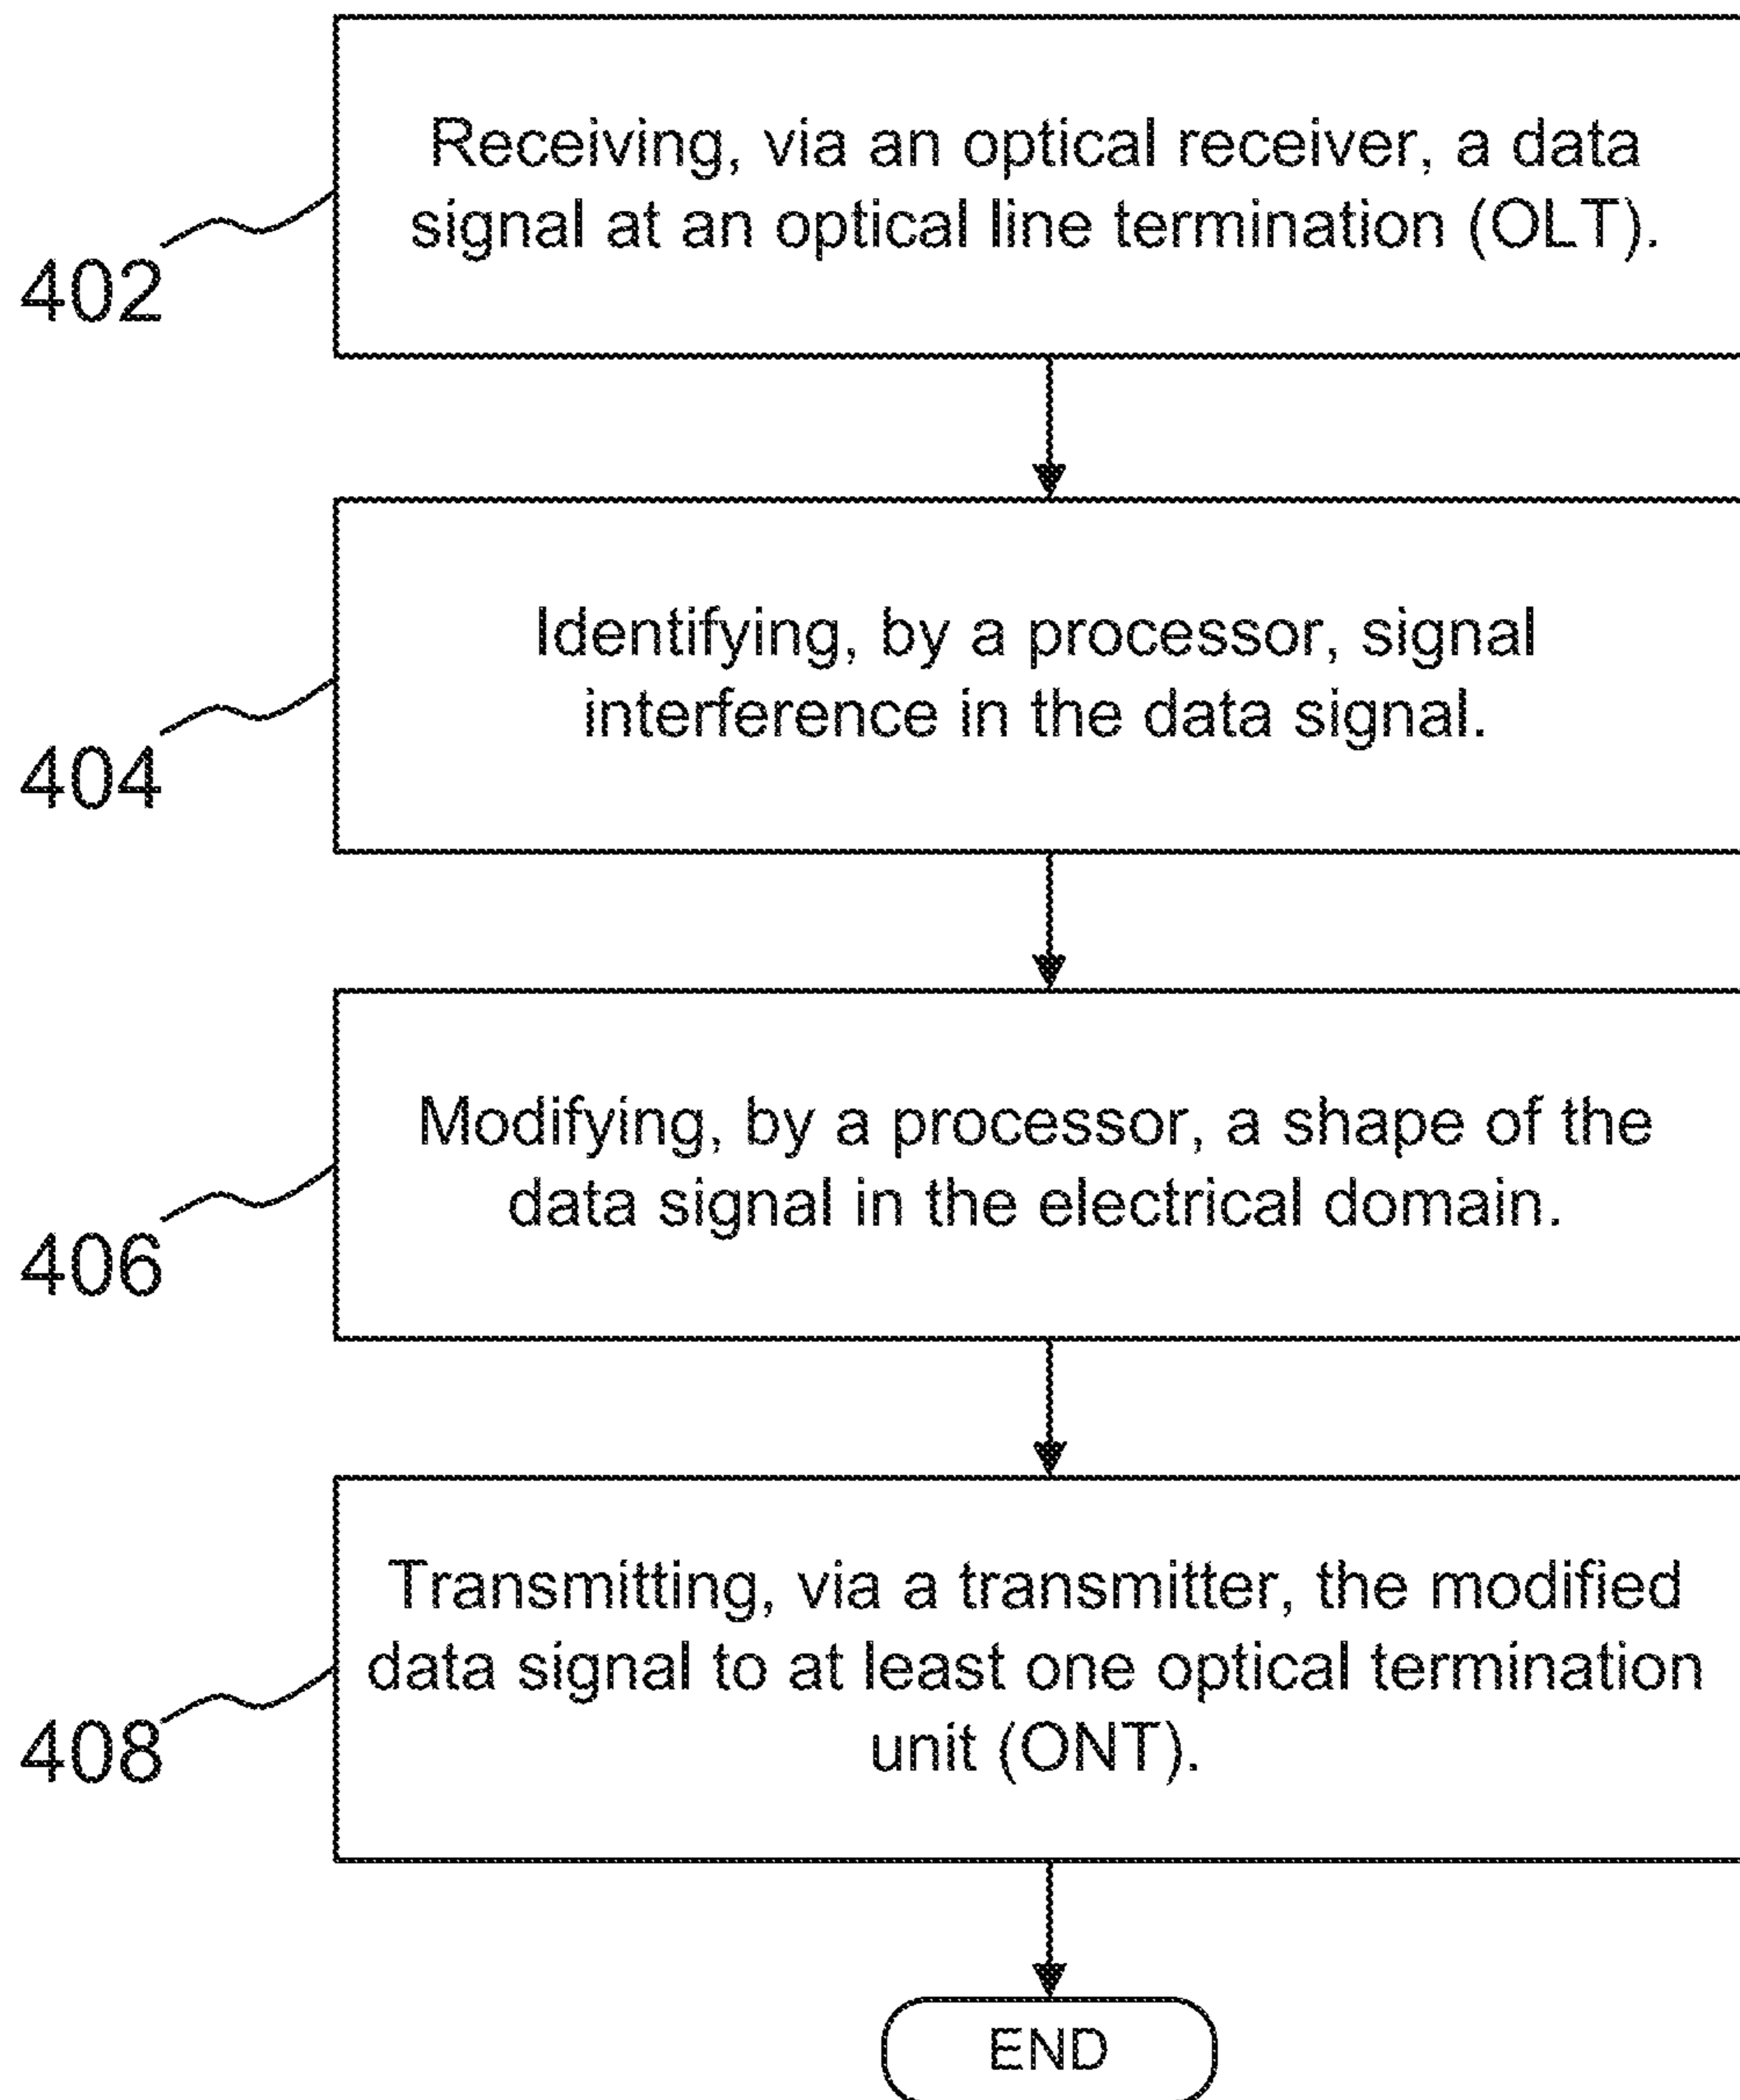 Receiving, via an optical receiver, a data
signal at an optical line termination (OLT).
402
Identifying, by a processor, signal
interference in the data signal.
404
Modifying, by a processor, a shape of the
data signal in the electrical domain.
406
Transmitting, via a transmitter, the modified
data signal to at least one optical termination
unit (ONT).
408
END